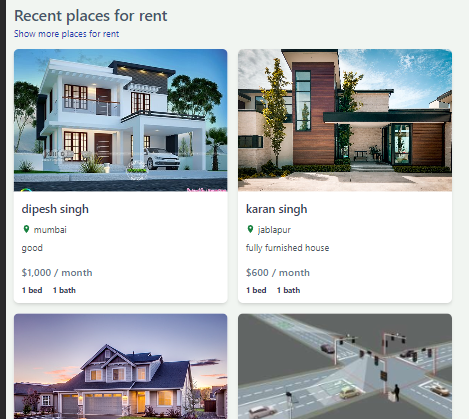 Recent places for rent
Show more places for rent
dipesh singh
mumbai
good
$1,000 / month
1 bed 1 bath
karan singh
jablapur
fully furnished house
$600 / month
1 bed 1 bath